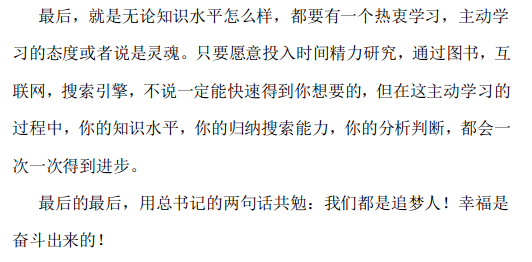 最后，就是无论知识水平怎么样，都要有一个热衷学习，主动学
习的态度或者说是灵魂。只要愿意投入时间精力研究，通过图书，互
联网，搜索引擎，不说一定能快速得到你想要的，但在这主动学习的
过程中，你的知识水平，你的归纳搜索能力，你的分析判断，都会一
次一次得到进步。
最后的最后，用总书记的两句话共勉：我们都是追梦人！幸福是
奋斗出来的！